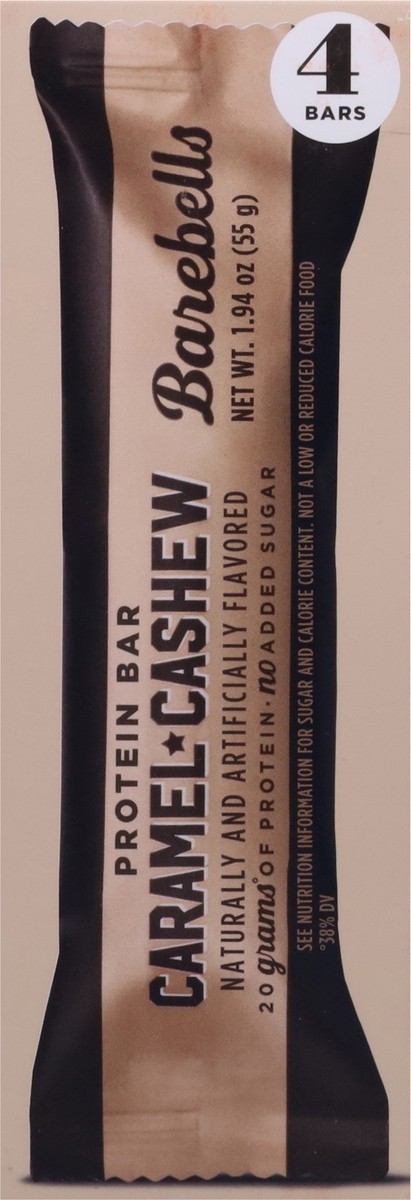 4
BARS
Barebells
NET WT. 1.94 oz (55 g)
PROTEIN BAR
CARAMEL★CASHEW
NATURALLY AND ARTIFICIALLY FLAVORED
20 grams° OF PROTEIN · no ADDED SUGAR
SEE NUTRITION INFORMATION FOR SUGAR AND CALORIE CONTENT. NOT A LOW OR REDUCED CALORIE FOOD
°38% DV